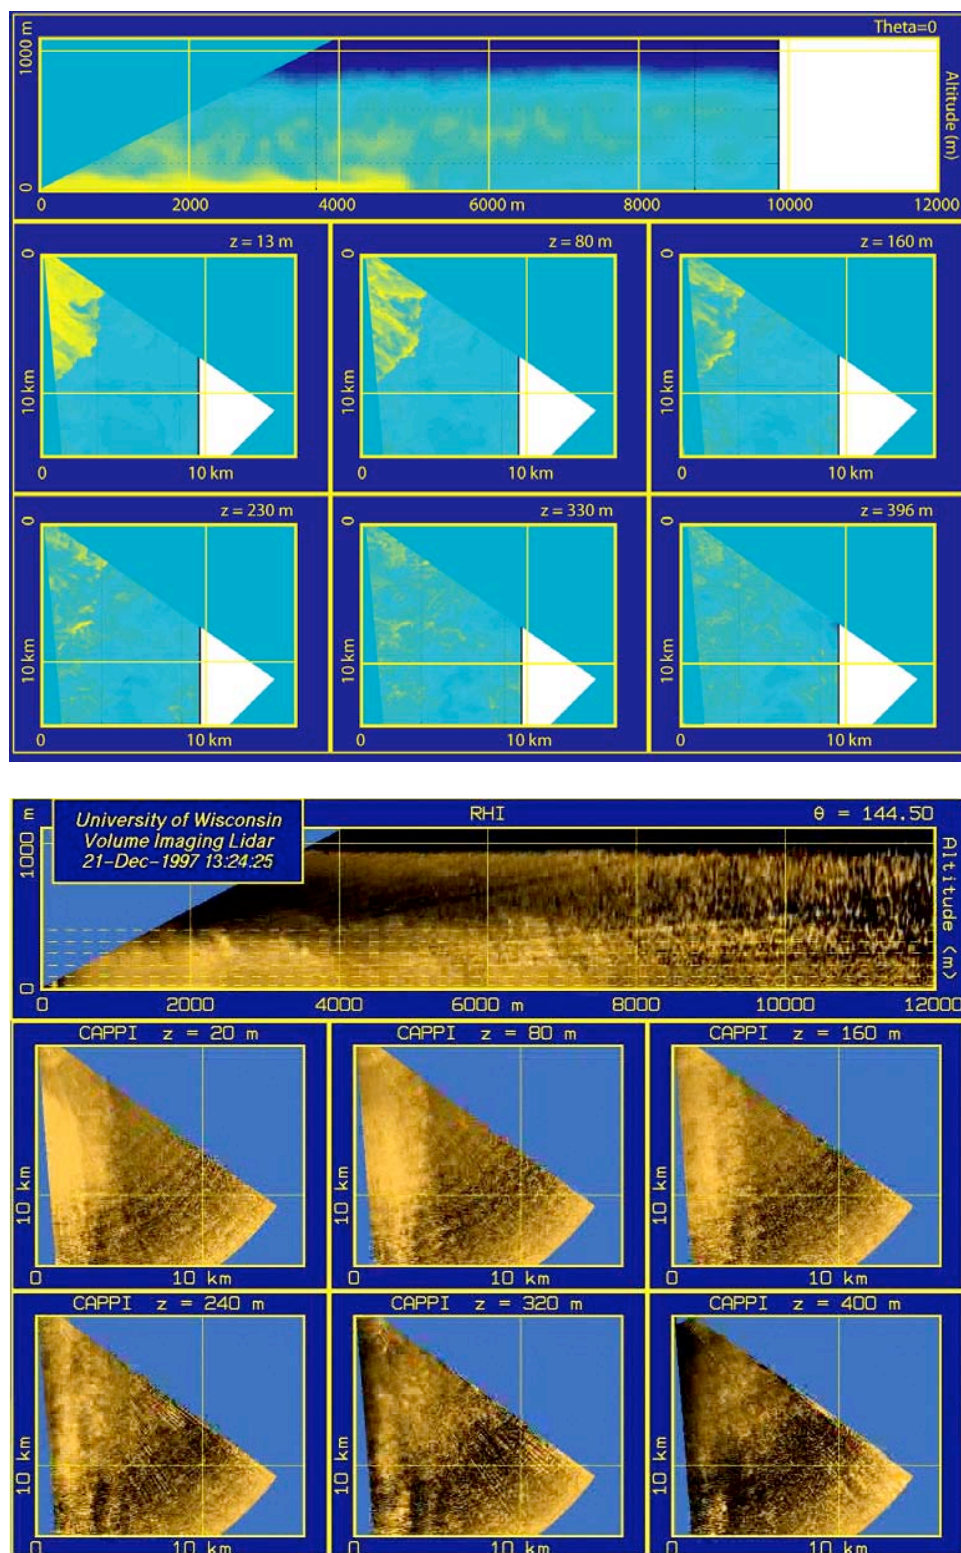 Theta=0
1000 m
0
Altitude (m)
0 2000 4000 6000 m 8000 10000 12000
z = 13 m z = 80 m z = 160 m
0 0 0
10 km 10 km 10 km
0 10 km 0 10 km 0 10 km
z = 230 m z = 330 m z = 396 m
0 0 0
10 km 10 km 10 km
0 10 km 0 10 km 0 10 km
University of Wisconsin
Volume Imaging Lidar
21-Dec-1997 13:24:25
RHI θ = 144.50
m
1000
0
Altitude (m)
0 2000 4000 6000 m 8000 10000 12000
CAPPI z = 20 m CAPPI z = 80 m CAPPI z = 160 m
10 km 10 km 10 km
0 10 km 0 10 km 0 10 km
CAPPI z = 240 m CAPPI z = 320 m CAPPI z = 400 m
10 km 10 km 10 km
0 10 km 0 10 km 0 10 km